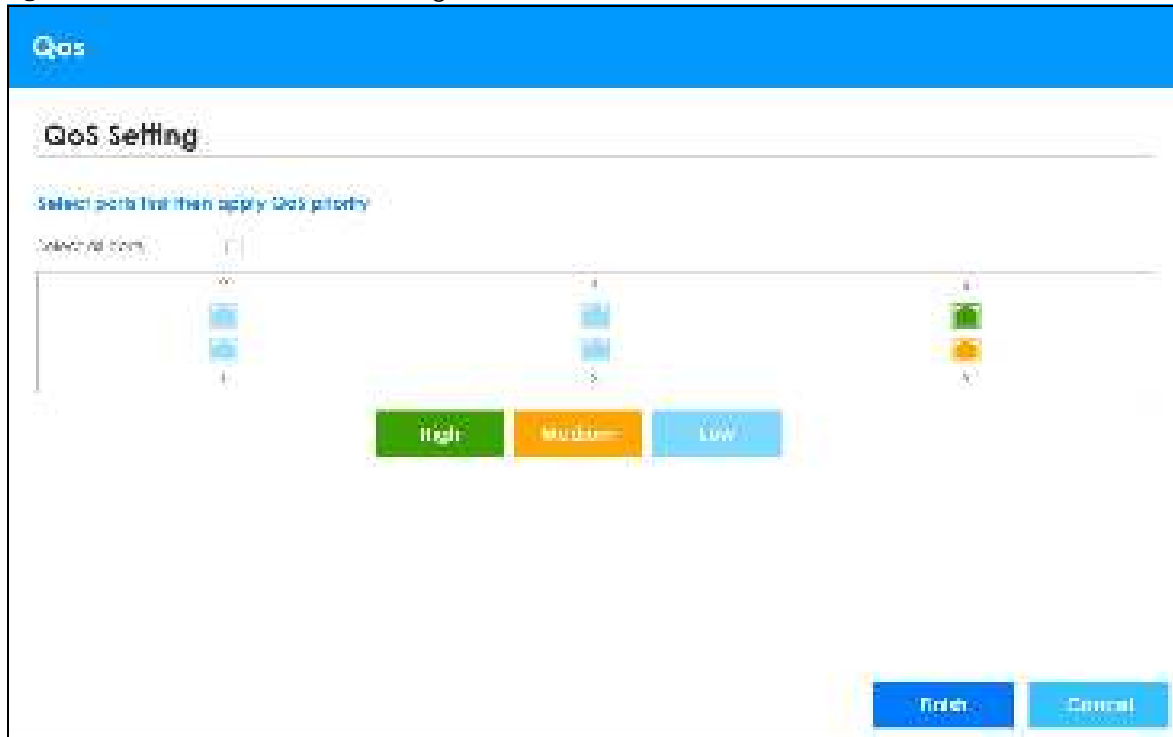 Qos
QoS Setting
Select ports first then apply QoS priority
Select all ports
High Medium Low
Finish Cancel